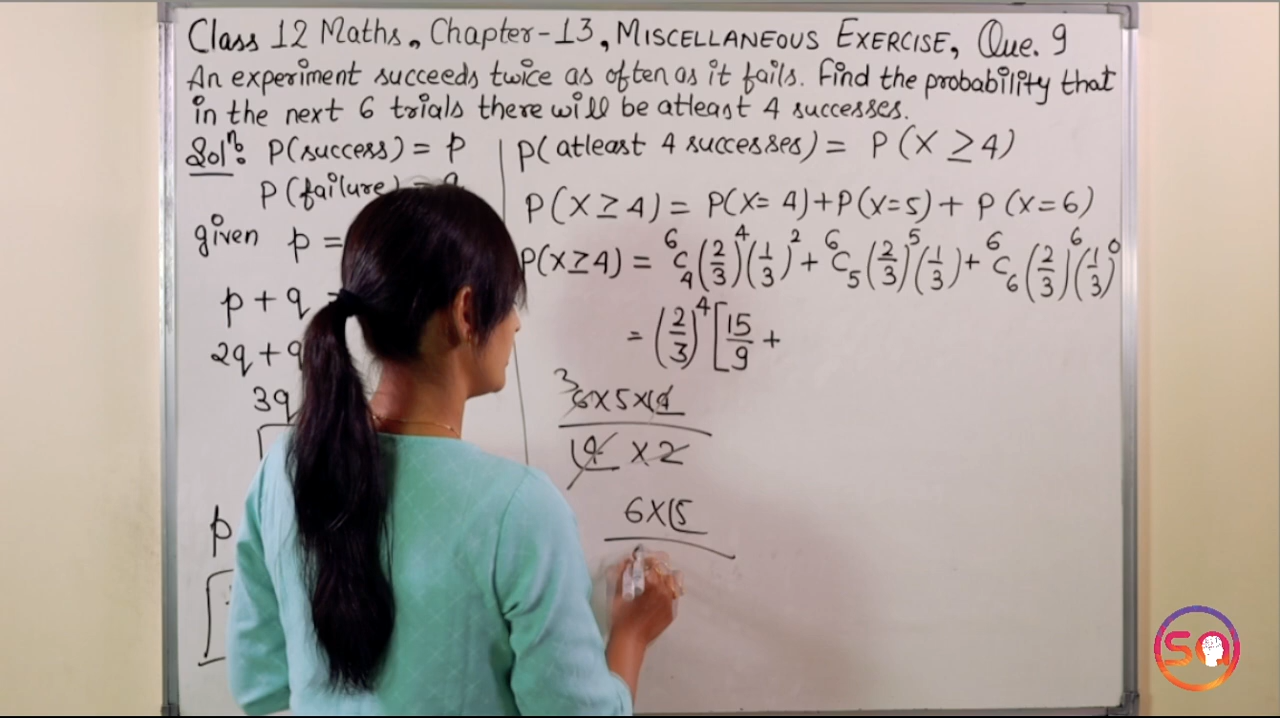 Class 12 Maths, Chapter-13, MISCELLANEOUS EXERCISE, Que. 9
An experiment succeeds twice as often as it fails. Find the probability that
in the next 6 trials there will be atleast 4 successes.
Solⁿ: P(success) = p
P(failure) = q
given p =
p + q =
2q + q
3q
p
P(atleast 4 successes) = P(X ≥ 4)
P(X ≥ 4) = P(X = 4) + P(X = 5) + P(X = 6)
P(X ≥ 4) = ⁶C₄ (2/3)⁴ (1/3)² + ⁶C₅ (2/3)⁵ (1/3) + ⁶C₆ (2/3)⁶ (1/3)⁰
= (2/3)⁴ [15/9 +
3
6 × 5 × ⌊4
⌊4 × 2
6 × ⌊5
SQ